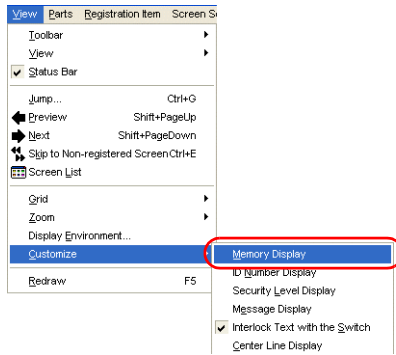 View Parts Registration Item Screen S
Toolbar
View
Status Bar
Jump... Ctrl+G
Preview Shift+PageUp
Next Shift+PageDown
Skip to Non-registered Screen Ctrl+E
Screen List
Grid
Zoom
Display Environment...
Customize
Redraw F5
Memory Display
ID Number Display
Security Level Display
Message Display
Interlock Text with the Switch
Center Line Display